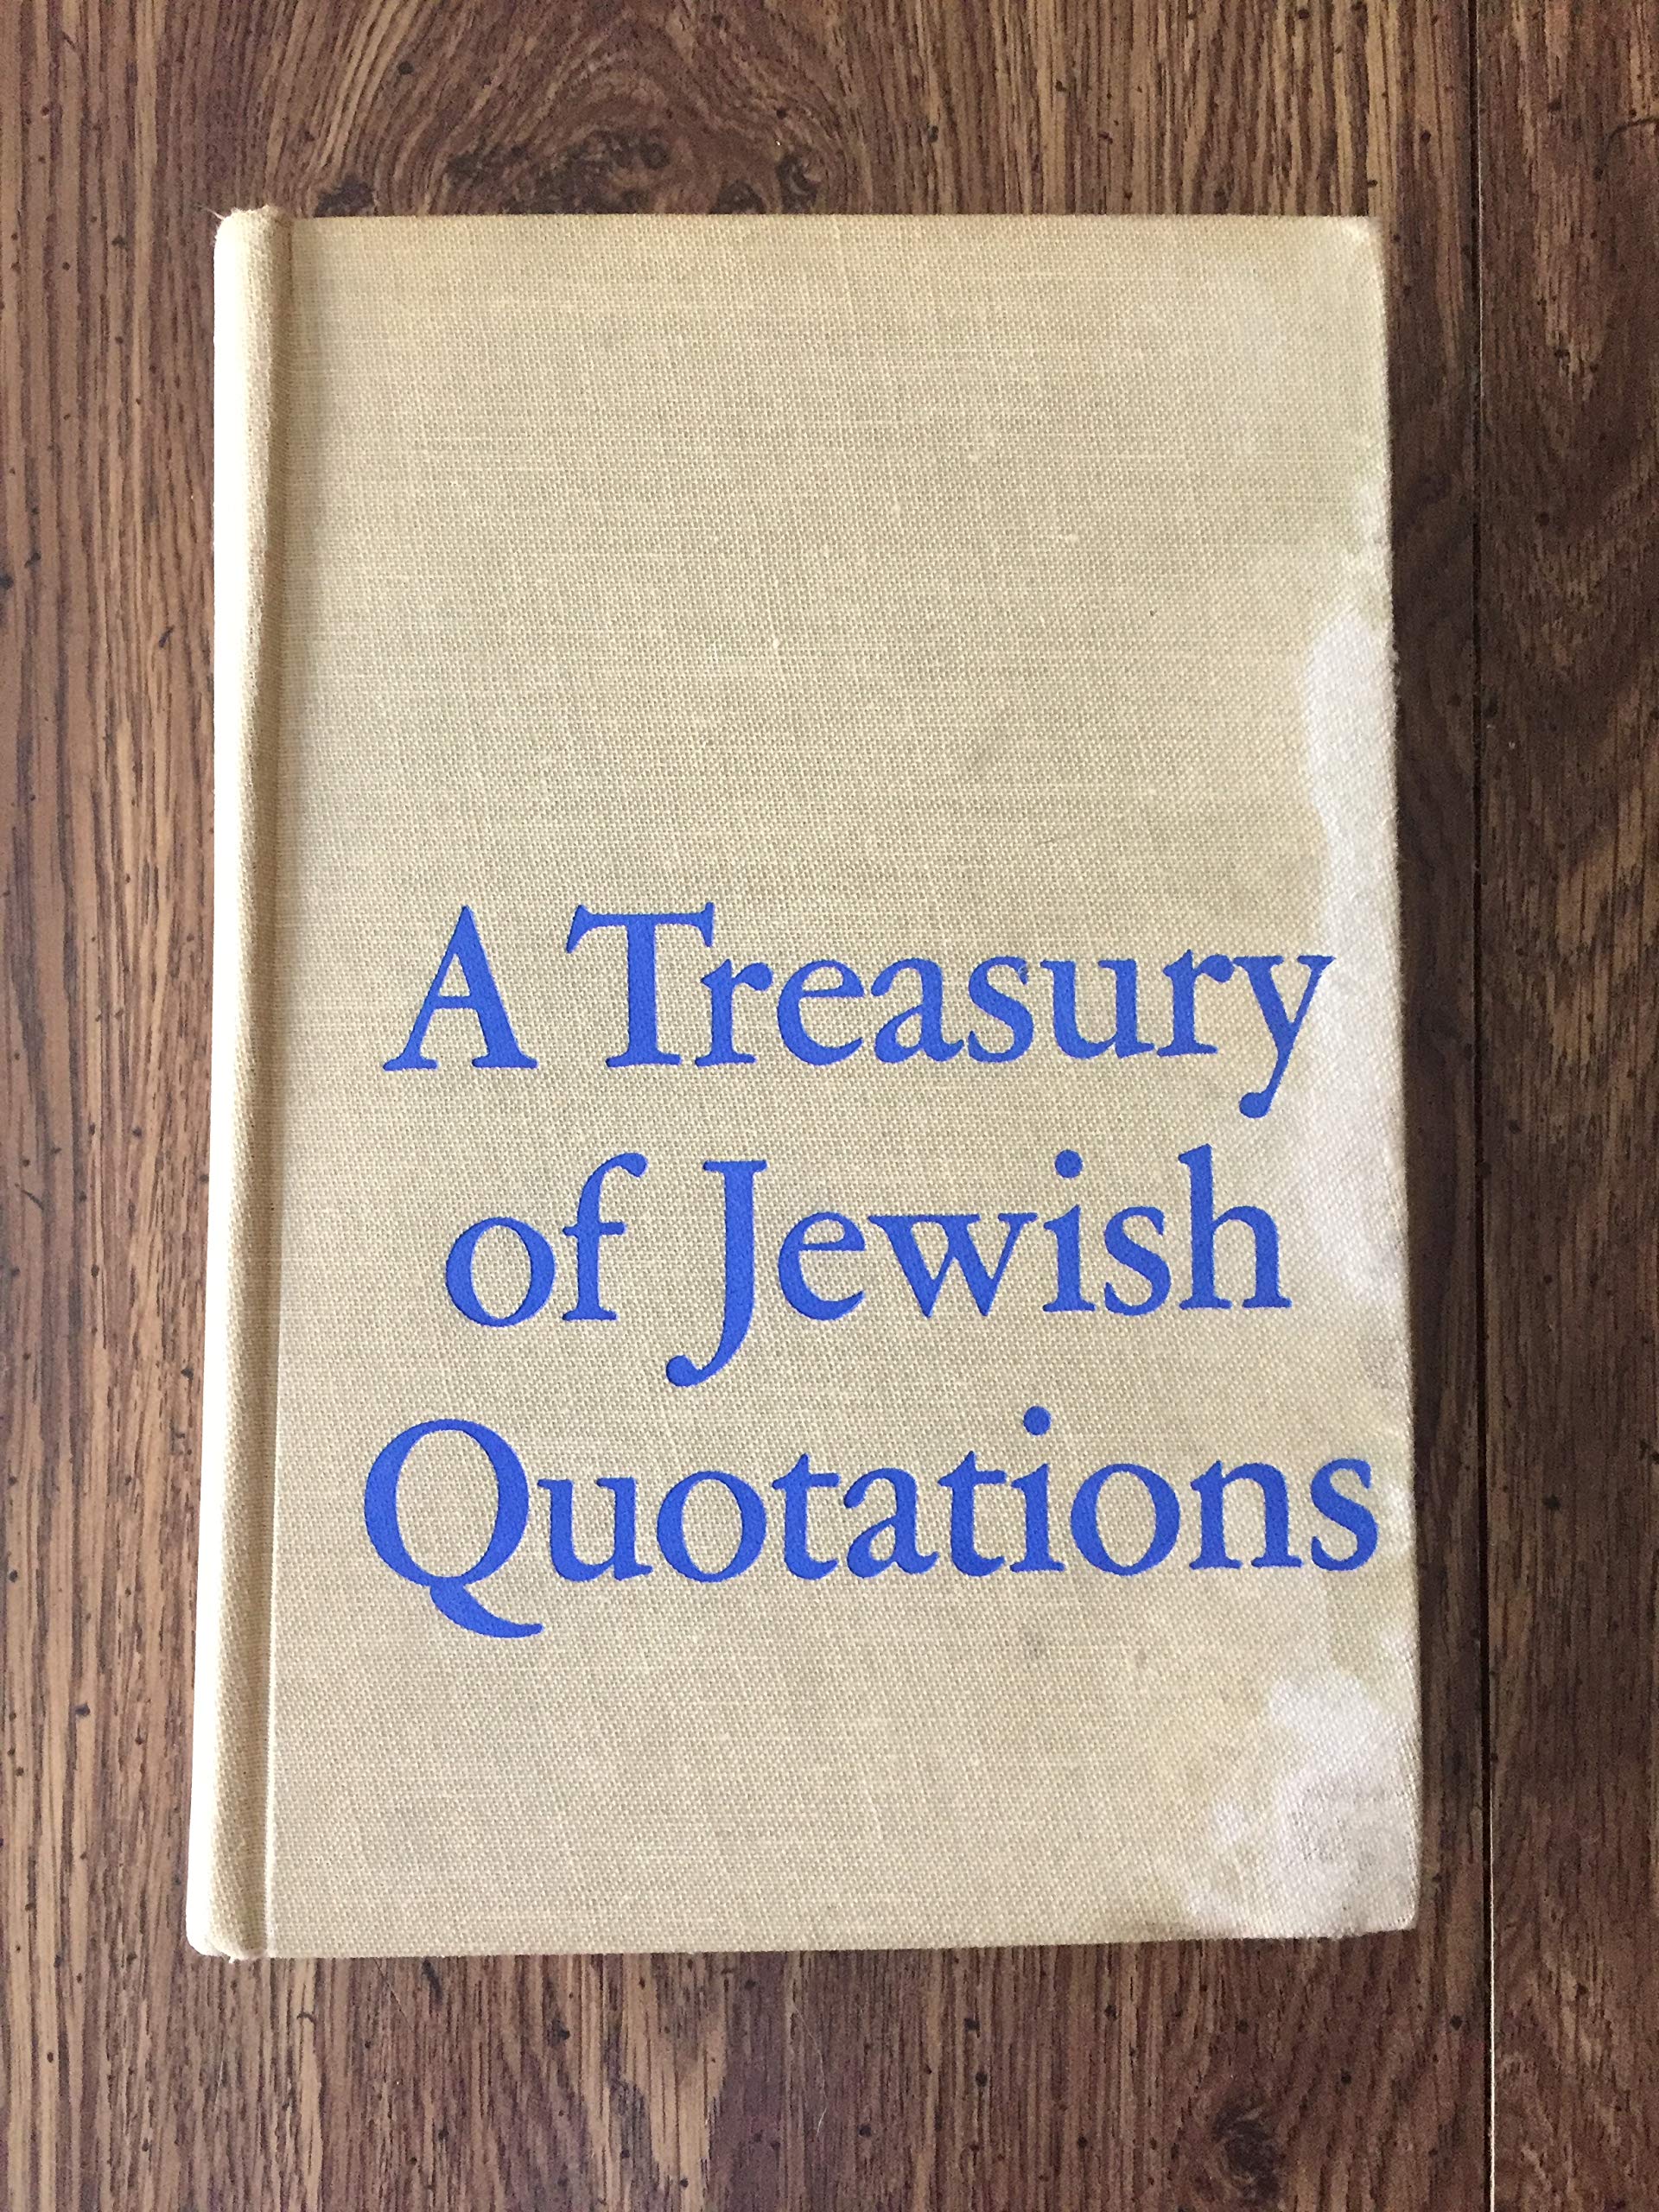 A Treasury
of Jewish
Quotations